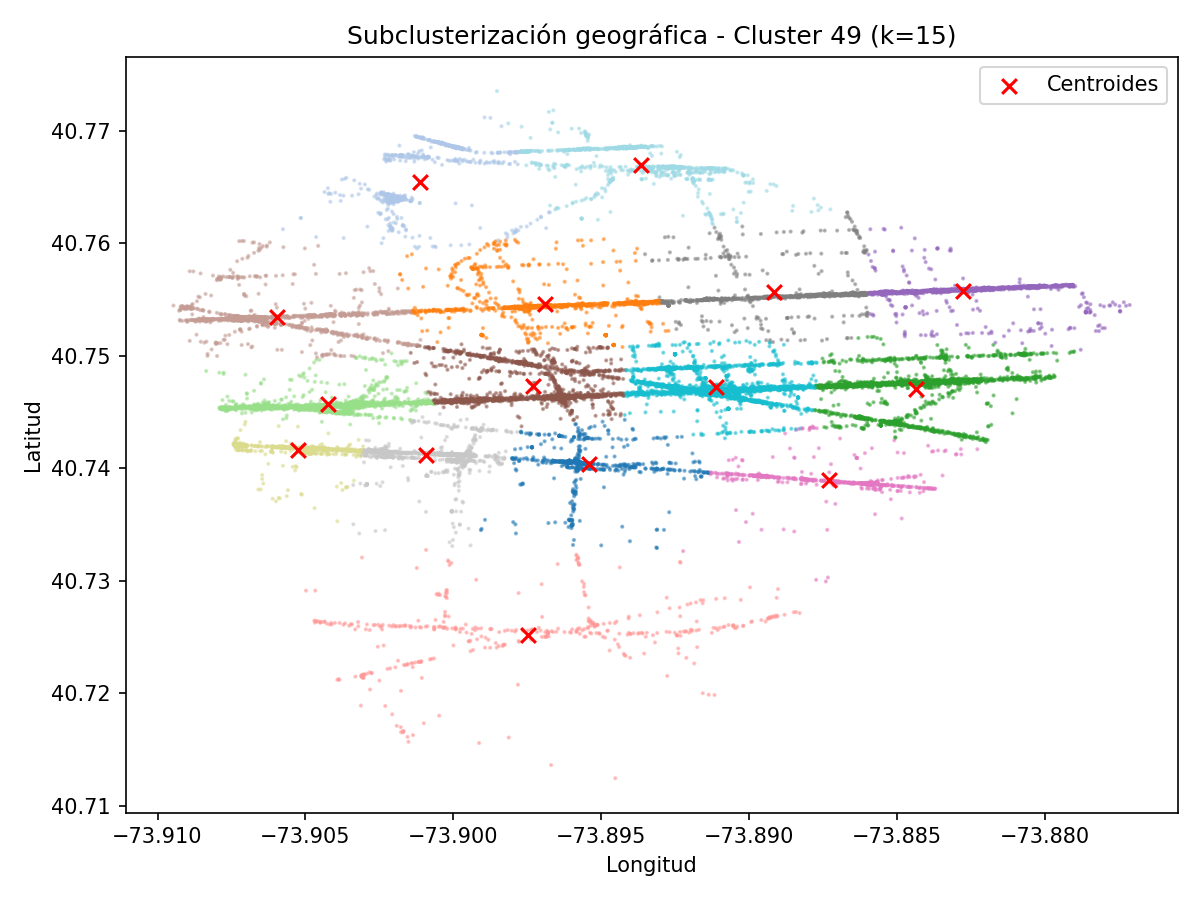 Subclusterización geográfica - Cluster 49 (k=15)
Centroides
40.77
40.76
40.75
40.74
40.73
40.72
40.71
Latitud
−73.910 −73.905 −73.900 −73.895 −73.890 −73.885 −73.880
Longitud